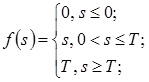 f(s)=
0, s≤0;
s, 0<s≤T;
T, s≥T;